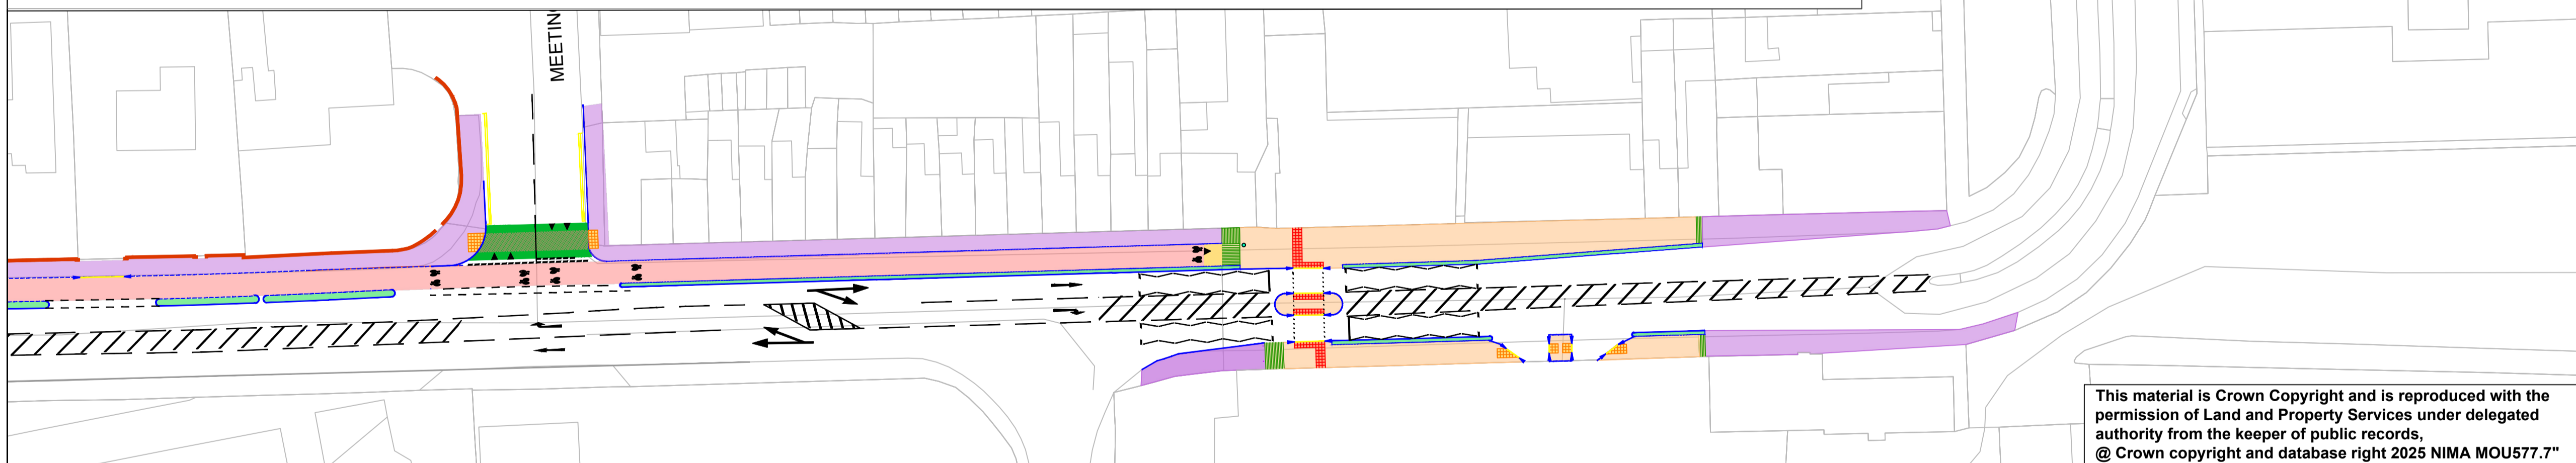 MEETIN
This material is Crown Copyright and is reproduced with the
permission of Land and Property Services under delegated
authority from the keeper of public records,
@ Crown copyright and database right 2025 NIMA MOU577.7"